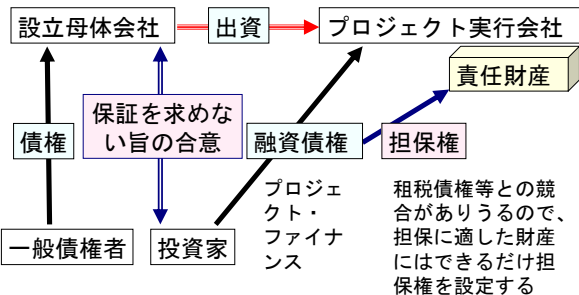 設立母体会社
出資
プロジェクト実行会社
責任財産
債権
保証を求めな
い旨の合意
融資債権
担保権
プロジェ
クト・
ファイナ
ンス
租税債権等との競
合がありうるので、
担保に適した財産
にはできるだけ担
保権を設定する
一般債権者
投資家